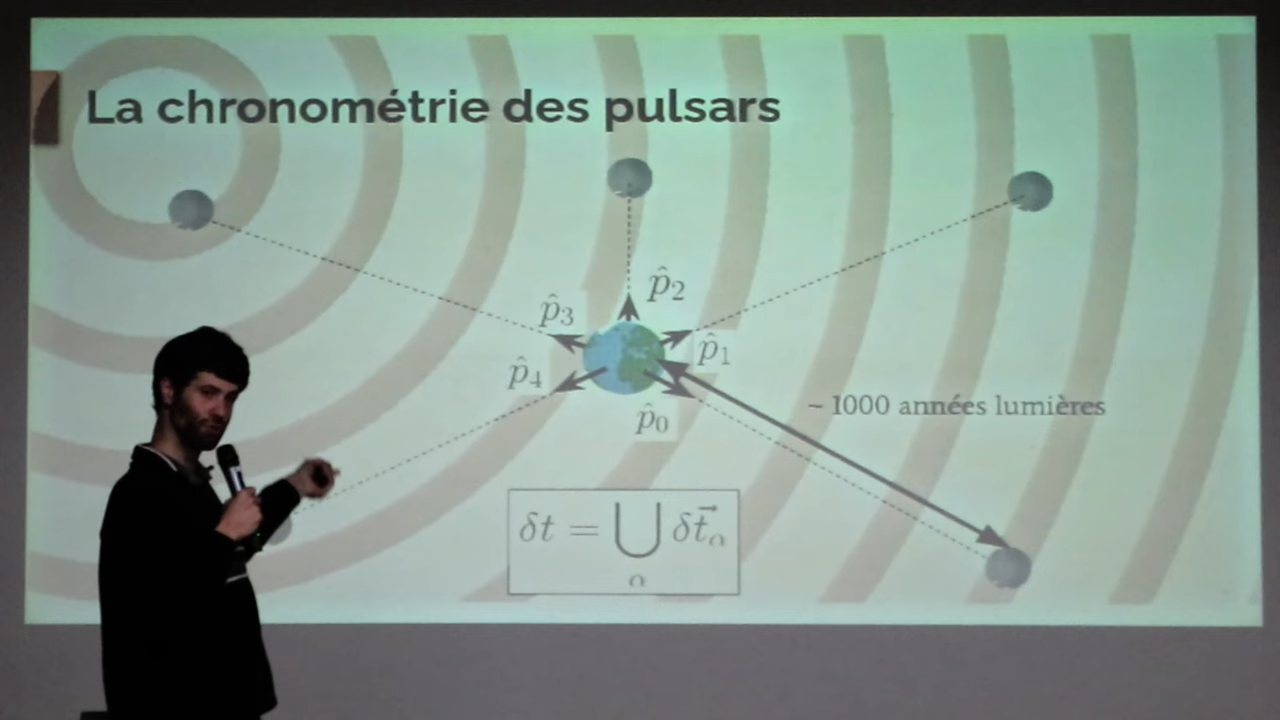 La chronométrie des pulsars
p̂₂
p̂₃
p̂₁
p̂₄
p̂₀
~ 1000 années lumières
δt = ⋃ δt⃗α
α